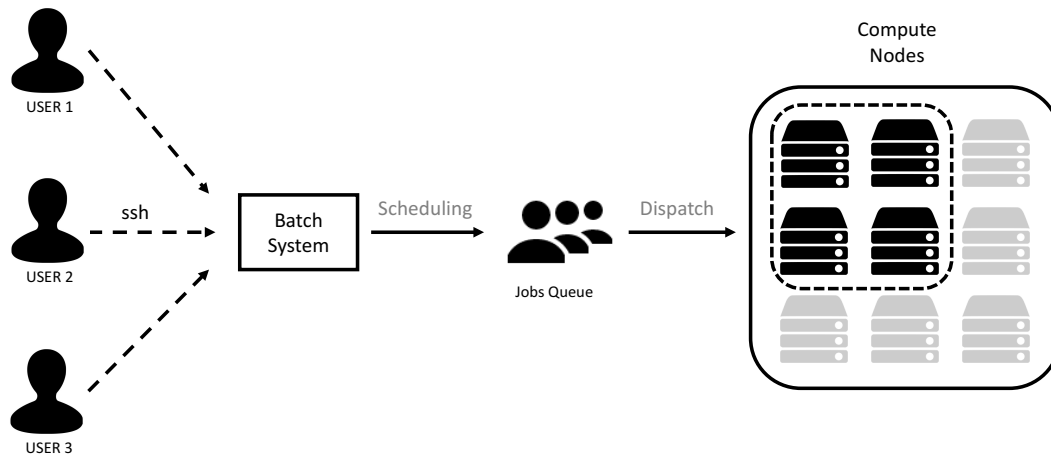 USER 1
ssh
USER 2
USER 3
Batch
System
Scheduling
Jobs Queue
Dispatch
Compute
Nodes